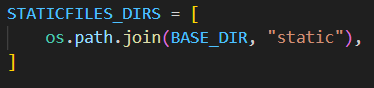 STATICFILES_DIRS = [
    os.path.join(BASE_DIR, "static"),
]